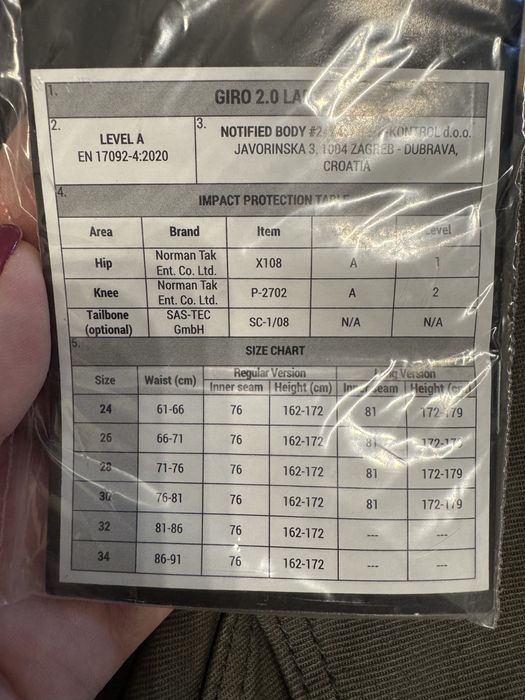 1.
GIRO 2.0
2.
LEVEL A
EN 17092-4:2020
3.
NOTIFIED BODY d.o.o.
JAVORINSKA 3, 1004 ZAGREB - DUBRAVA,
CROATIA
4.
IMPACT PROTECTION
Area Brand Item Level
Hip Norman Tak Ent. Co. Ltd. X108 A 1
Knee Norman Tak Ent. Co. Ltd. P-2702 A 2
Tailbone (optional) SAS-TEC GmbH SC-1/08 N/A N/A
5.
SIZE CHART
Size Waist (cm) Regular Version Version
Inner seam Height (cm) seam Height
24 61-66 76 162-172 81 172-179
26 66-71 76 162-172 81
28 71-76 76 162-172 81 172-179
30 76-81 76 162-172 81 172-179
32 81-86 76 162-172 --- ---
34 86-91 76 162-172 --- ---